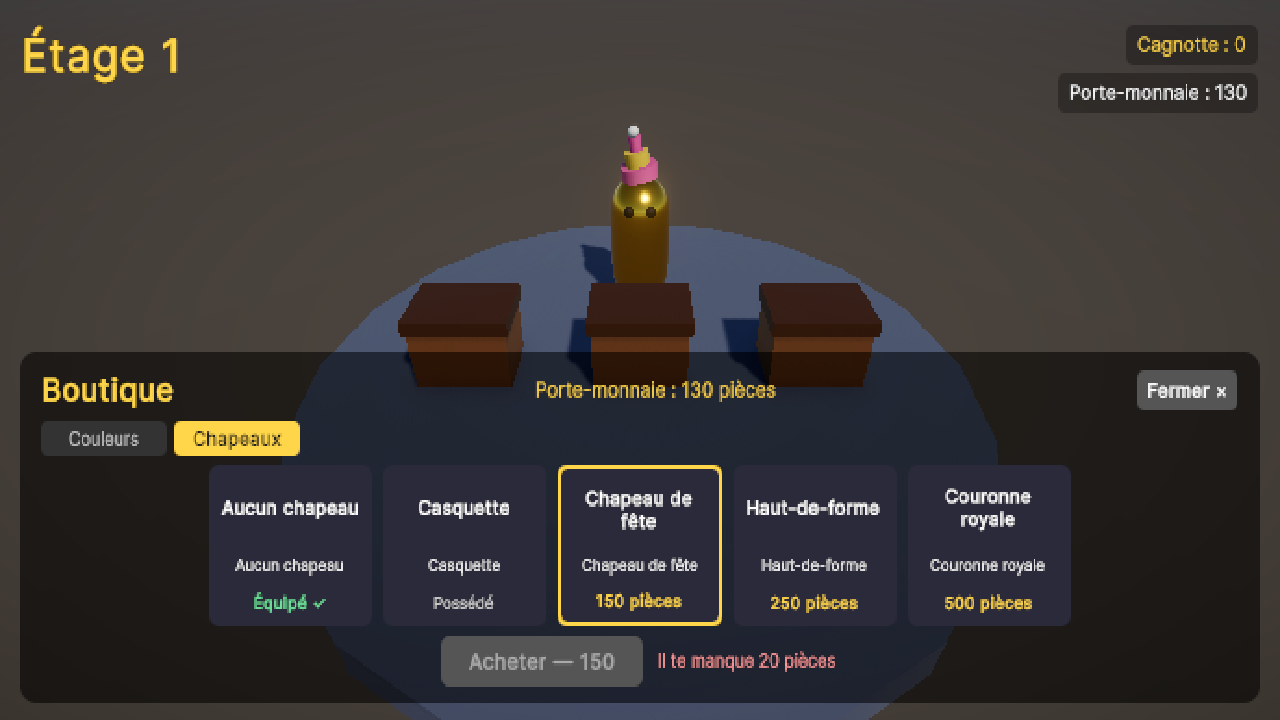 Étage 1
Cagnotte : 0
Porte-monnaie : 130
Boutique
Porte-monnaie : 130 pièces
Fermer ×
Couleurs
Chapeaux
Aucun chapeau
Aucun chapeau
Équipé ✓
Casquette
Casquette
Possédé
Chapeau de
fête
Chapeau de fête
150 pièces
Haut-de-forme
Haut-de-forme
250 pièces
Couronne
royale
Couronne royale
500 pièces
Acheter — 150
Il te manque 20 pièces